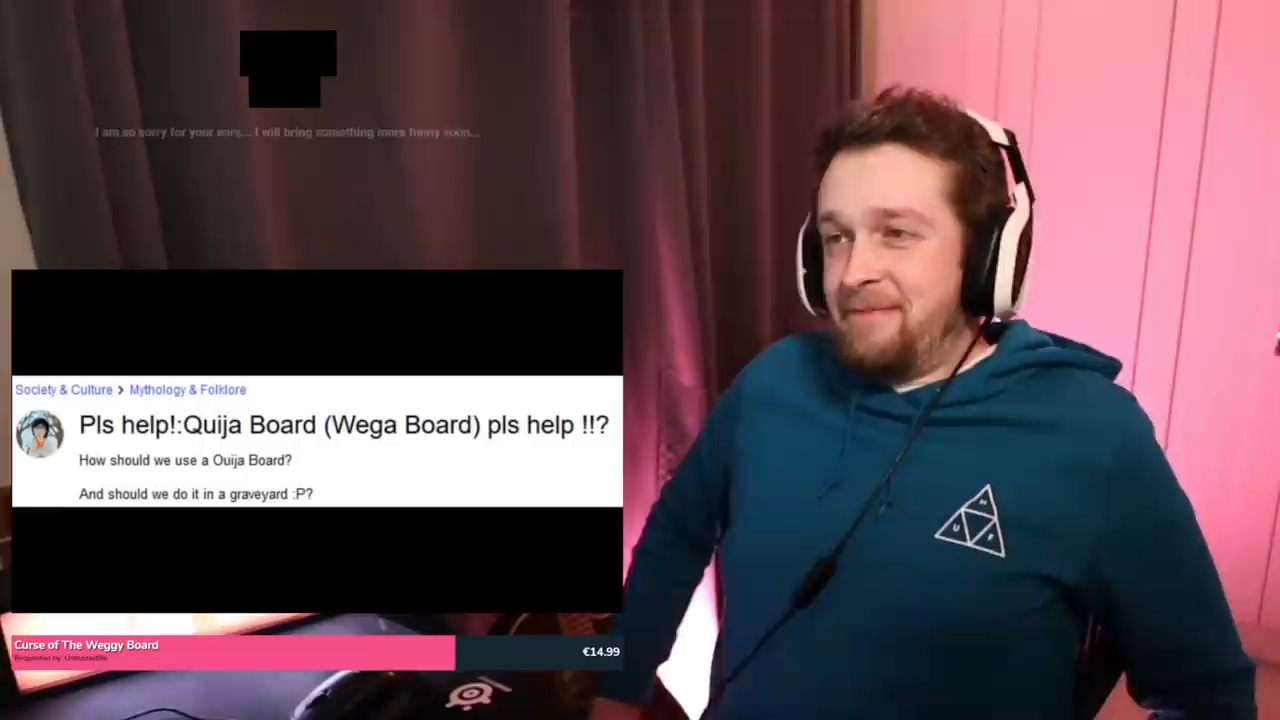 I am so sorry for your ears... I will bring something more funny soon...
Society & Culture > Mythology & Folklore
Pls help!:Quija Board (Wega Board) pls help !!?
How should we use a Ouija Board?
And should we do it in a graveyard :P?
Curse of The Weggy Board
€14.99
H
U F